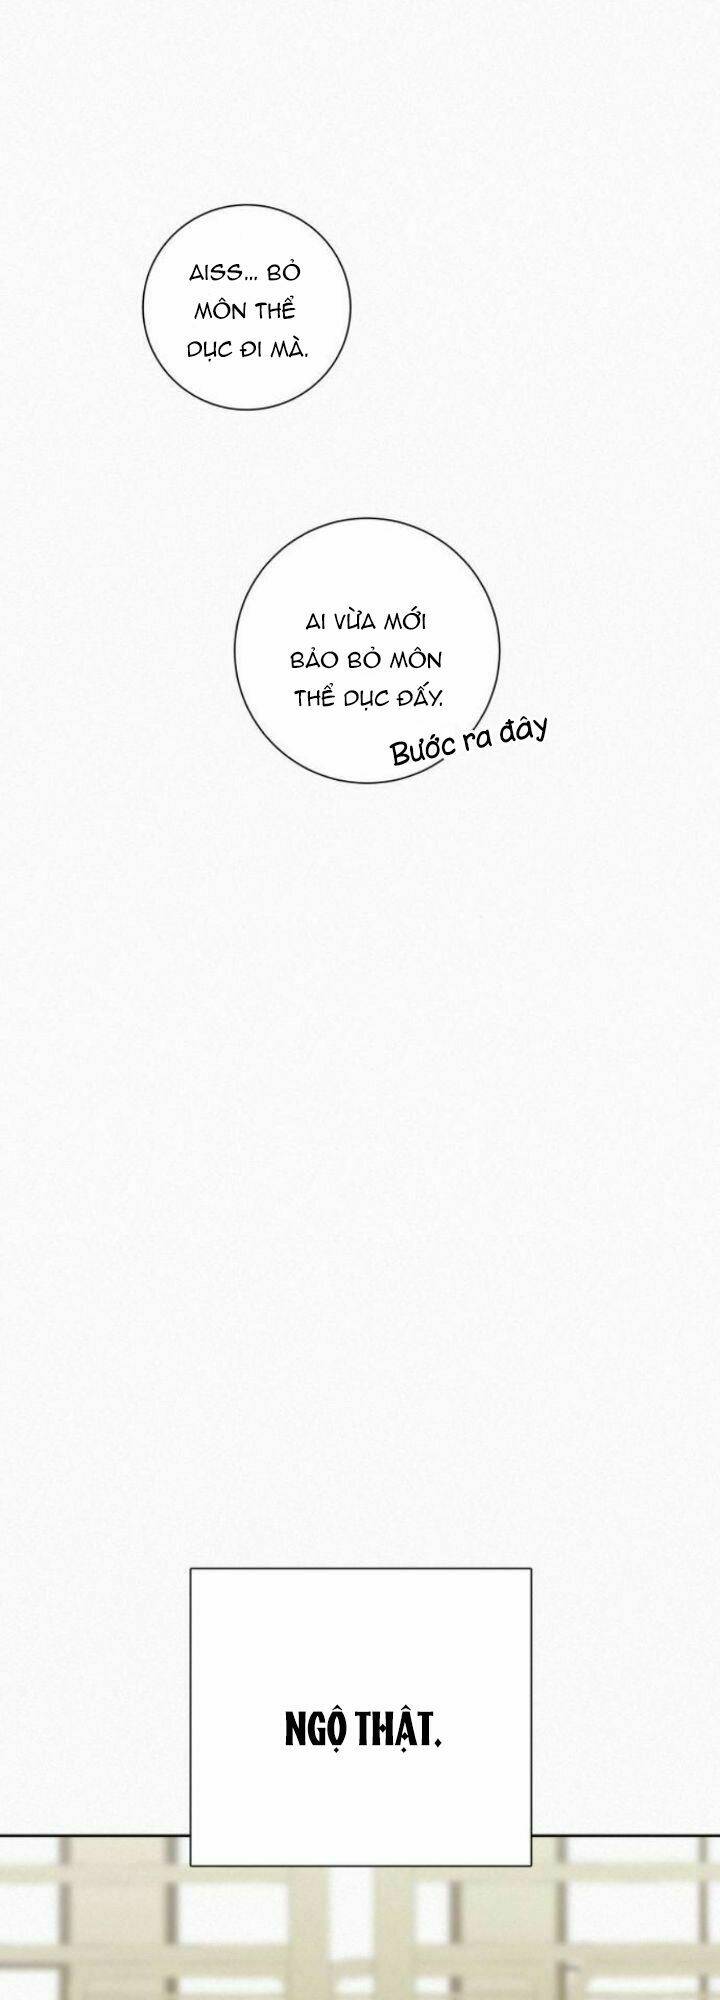 AISS... BỎ
MÔN THỂ
DỤC ĐI MÀ.
AI VỪA MỚI
BẢO BỎ MÔN
THỂ DỤC ĐẤY.
Bước ra đây
NGỘ THẬT.